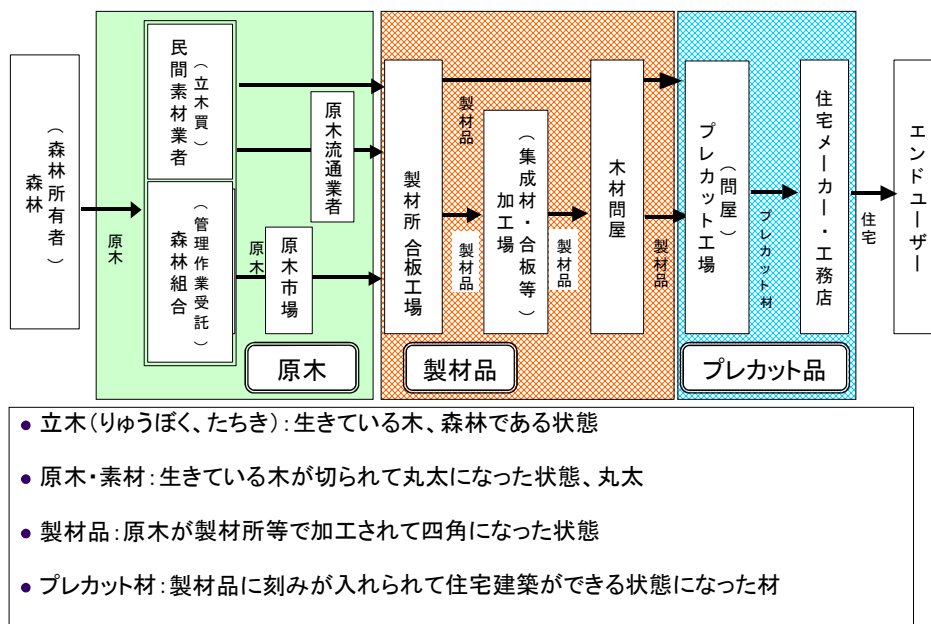 森林
（森林所有者）
原木
民間素材業者
（立木買）
森林組合
（管理作業受託）
原木
原木流通業者
原木市場
原木
製材所 合板工場
製材品
製材品
加工場
（集成材・合板等）
製材品
木材問屋
製材品
製材品
プレカット工場
（問屋）
プレカット材
住宅メーカー・工務店
プレカット品
住宅
エンドユーザー
● 立木（りゅうぼく、たちき）：生きている木、森林である状態
● 原木・素材：生きている木が切られて丸太になった状態、丸太
● 製材品：原木が製材所等で加工されて四角になった状態
● プレカット材：製材品に刻みが入れられて住宅建築ができる状態になった材